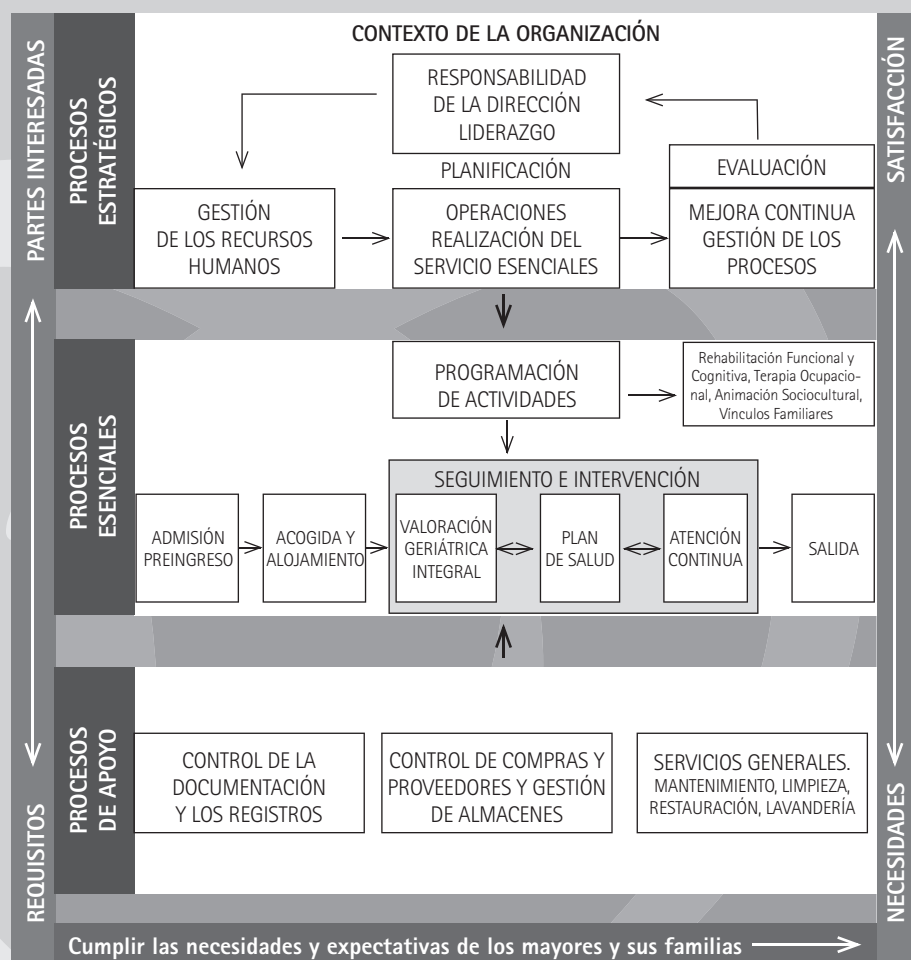 CONTEXTO DE LA ORGANIZACIÓN
PARTES INTERESADAS
REQUISITOS
SATISFACCIÓN
NECESIDADES
PROCESOS
ESTRATÉGICOS
RESPONSABILIDAD
DE LA DIRECCIÓN
LIDERAZGO
PLANIFICACIÓN
GESTIÓN
DE LOS RECURSOS
HUMANOS
OPERACIONES
REALIZACIÓN DEL
SERVICIO ESENCIALES
EVALUACIÓN
MEJORA CONTINUA
GESTIÓN DE LOS
PROCESOS
PROCESOS
ESENCIALES
PROGRAMACIÓN
DE ACTIVIDADES
Rehabilitación Funcional y
Cognitiva, Terapia Ocupacio-
nal, Animación Sociocultural,
Vínculos Familiares
SEGUIMIENTO E INTERVENCIÓN
ADMISIÓN
PREINGRESO
ACOGIDA Y
ALOJAMIENTO
VALORACIÓN
GERIÁTRICA
INTEGRAL
PLAN
DE SALUD
ATENCIÓN
CONTINUA
SALIDA
PROCESOS
DE APOYO
CONTROL DE LA
DOCUMENTACIÓN
Y LOS REGISTROS
CONTROL DE COMPRAS Y
PROVEEDORES Y GESTIÓN
DE ALMACENES
SERVICIOS GENERALES.
MANTENIMIENTO, LIMPIEZA,
RESTAURACIÓN, LAVANDERÍA
Cumplir las necesidades y expectativas de los mayores y sus familias